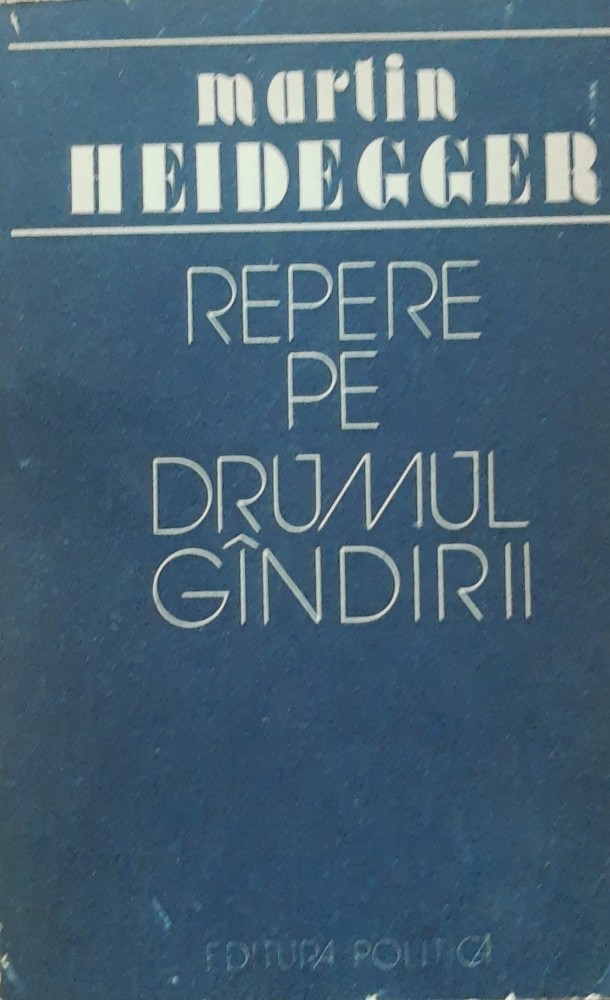 martin
HEIDEGGER
REPERE
PE
DRUMUL
GÎNDIRII
EDITURA POLITICĂ